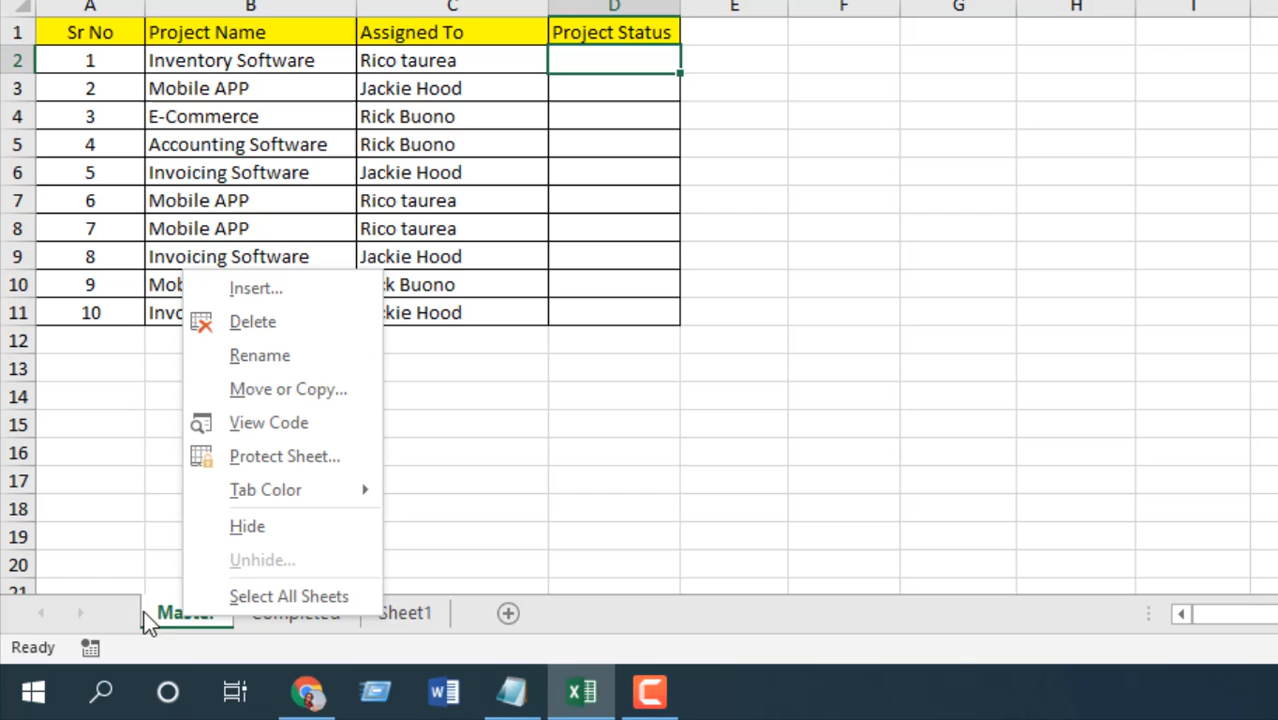 A B C D E F G H I
1 Sr No Project Name Assigned To Project Status
2 1 Inventory Software Rico taurea
3 2 Mobile APP Jackie Hood
4 3 E-Commerce Rick Buono
5 4 Accounting Software Rick Buono
6 5 Invoicing Software Jackie Hood
7 6 Mobile APP Rico taurea
8 7 Mobile APP Rico taurea
9 8 Invoicing Software Jackie Hood
10 9 Mob ck Buono
11 10 Invo ckie Hood
12
13
14
15
16
17
18
19
20
21
Insert...
Delete
Rename
Move or Copy...
View Code
Protect Sheet...
Tab Color
Hide
Unhide...
Select All Sheets
Master Completed Sheet1
Ready